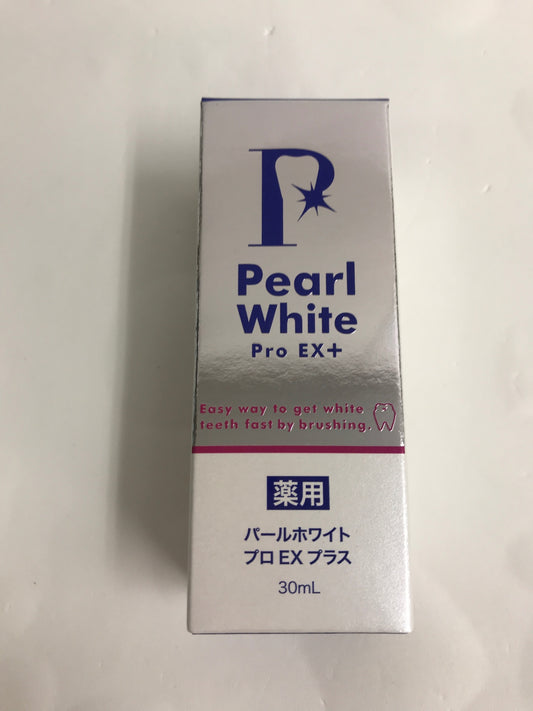 P
Pearl
White
Pro EX+
Easy way to get white
teeth fast by brushing.
薬用
パールホワイト
プロ EX プラス
30mL